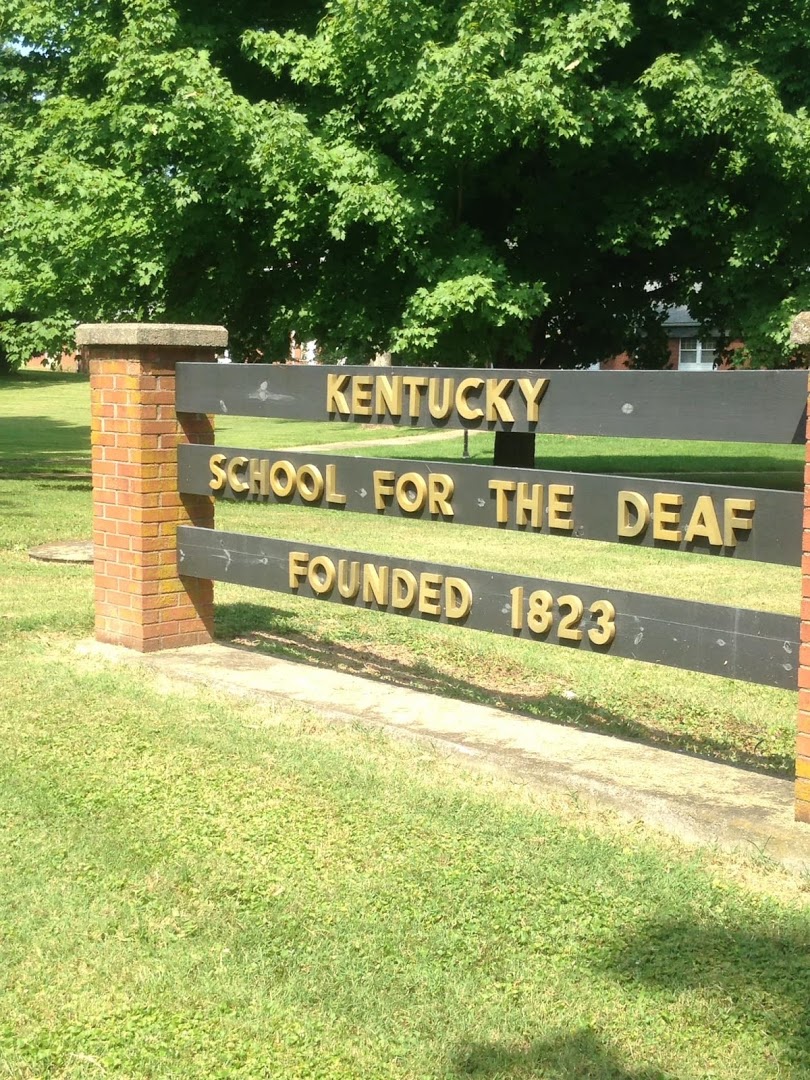 KENTUCKY
SCHOOL FOR THE DEAF
FOUNDED 1823